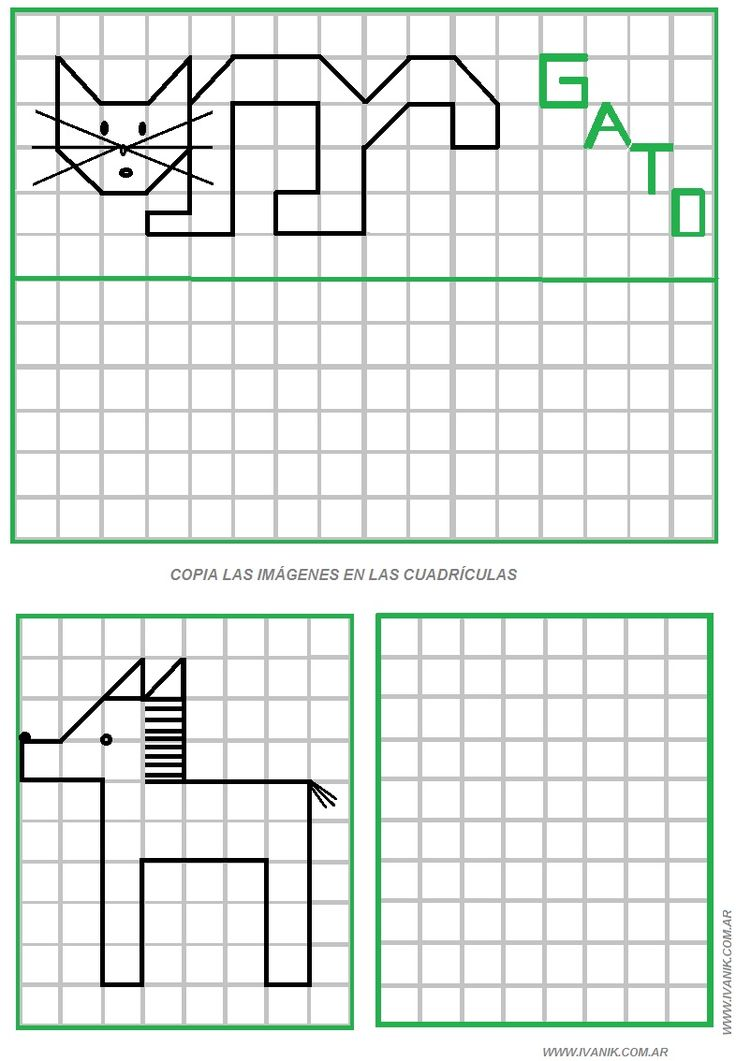 GATO
COPIA LAS IMÁGENES EN LAS CUADRÍCULAS
WWW.IVANIK.COM.AR
WWW.IVANIK.COM.AR